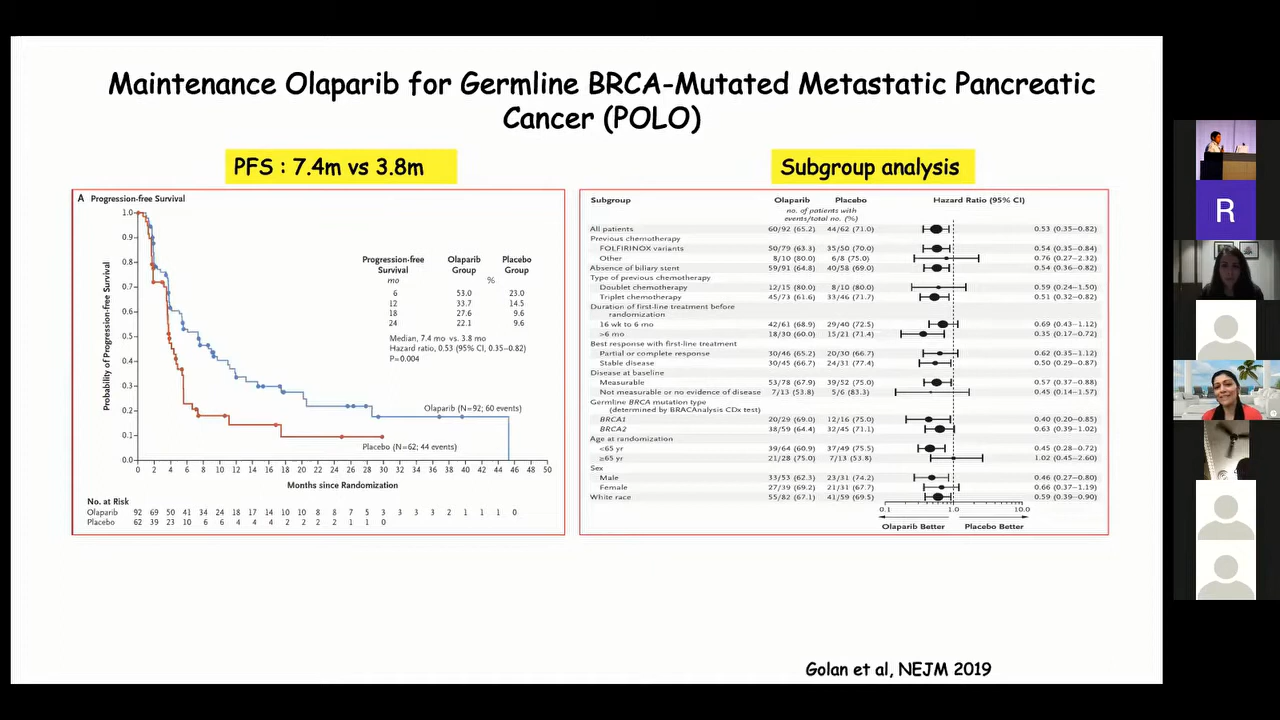 Maintenance Olaparib for Germline BRCA-Mutated Metastatic Pancreatic
Cancer (POLO)
PFS : 7.4m vs 3.8m
A Progression-free Survival
Probability of Progression-free Survival
1.0
0.9
0.8
0.7
0.6
0.5
0.4
0.3
0.2
0.1
0.0
0 2 4 6 8 10 12 14 16 18 20 22 24 26 28 30 32 34 36 38 40 42 44 46 48 50
Months since Randomization
Progression-free Survival Olaparib Group Placebo Group
mo %
6 53.0 23.0
12 33.7 14.5
18 27.6 9.6
24 22.1 9.6
Median, 7.4 mo vs. 3.8 mo
Hazard ratio, 0.53 (95% CI, 0.35–0.82)
P=0.004
Olaparib (N=92; 60 events)
Placebo (N=62; 44 events)
No. at Risk
Olaparib 92 69 50 41 34 24 18 14 14 10 10 8 8 7 5 3 3 3 3 2 1 1 1 0
Placebo 62 39 23 10 6 6 4 4 4 2 2 2 2 1 1 0
Subgroup analysis
Subgroup Olaparib Placebo Hazard Ratio (95% CI)
no. of patients with
events/total no. (%)
All patients 60/92 (65.2) 44/62 (71.0) 0.53 (0.35–0.82)
Previous chemotherapy
FOLFIRINOX variants 50/79 (63.3) 35/50 (70.0) 0.54 (0.35–0.84)
Other 8/10 (80.0) 6/8 (75.0) 0.76 (0.27–2.32)
Absence of biliary stent 59/91 (64.8) 40/58 (69.0) 0.54 (0.36–0.82)
Type of previous chemotherapy
Doublet chemotherapy 12/15 (80.0) 8/10 (80.0) 0.59 (0.24–1.50)
Triplet chemotherapy 45/73 (61.6) 33/46 (71.7) 0.51 (0.32–0.82)
Duration of first-line treatment before
randomization
16 wk to 6 mo 42/61 (68.9) 29/40 (72.5) 0.69 (0.43–1.12)
>6 mo 18/30 (60.0) 15/21 (71.4) 0.35 (0.17–0.72)
Best response with first-line treatment
Partial or complete response 30/46 (65.2) 20/30 (66.7) 0.62 (0.35–1.12)
Stable disease 30/45 (66.7) 24/31 (77.4) 0.50 (0.29–0.87)
Disease at baseline
Measurable 53/78 (67.9) 39/52 (75.0) 0.57 (0.37–0.88)
Not measurable or no evidence of disease 7/13 (53.8) 5/6 (83.3) 0.45 (0.14–1.57)
Germline BRCA mutation type
(determined by BRACAnalysis CDx test)
BRCA1 20/29 (69.0) 12/16 (75.0) 0.40 (0.20–0.85)
BRCA2 38/59 (64.4) 32/45 (71.1) 0.63 (0.39–1.02)
Age at randomization
<65 yr 39/64 (60.9) 37/49 (75.5) 0.45 (0.28–0.72)
≥65 yr 21/28 (75.0) 7/13 (53.8) 1.02 (0.45–2.60)
Sex
Male 33/53 (62.3) 23/31 (74.2) 0.46 (0.27–0.80)
Female 27/39 (69.2) 21/31 (67.7) 0.66 (0.37–1.19)
White race 55/82 (67.1) 41/59 (69.5) 0.59 (0.39–0.90)
0.1 1.0 10.0
Olaparib Better Placebo Better
Golan et al, NEJM 2019
R